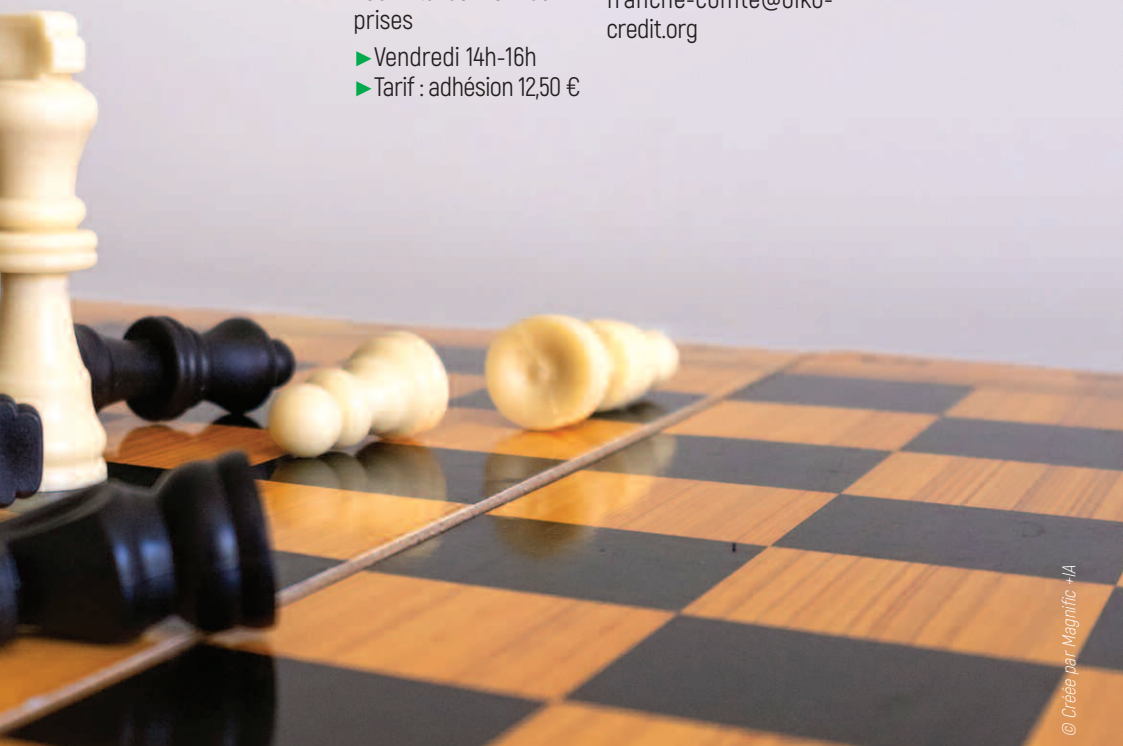 prises
►Vendredi 14h-16h
►Tarif : adhésion 12,50 €
franche-comte@oiko-
credit.org
© Créée par Magnific +IA